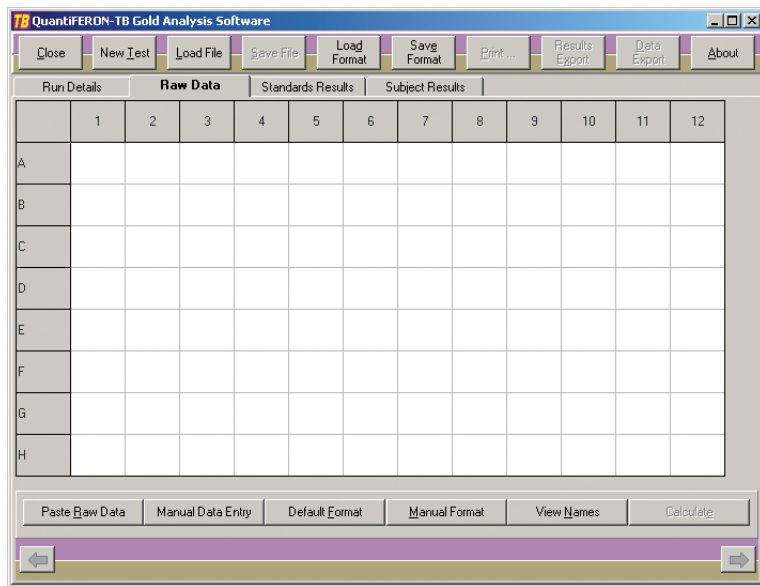 TB QuantiFERON-TB Gold Analysis Software
Close New Test Load File Save File Load Format Save Format Print ... Results Export Data Export About
Run Details Raw Data Standards Results Subject Results
1 2 3 4 5 6 7 8 9 10 11 12
A
B
C
D
E
F
G
H
Paste Raw Data Manual Data Entry Default Format Manual Format View Names Calculate